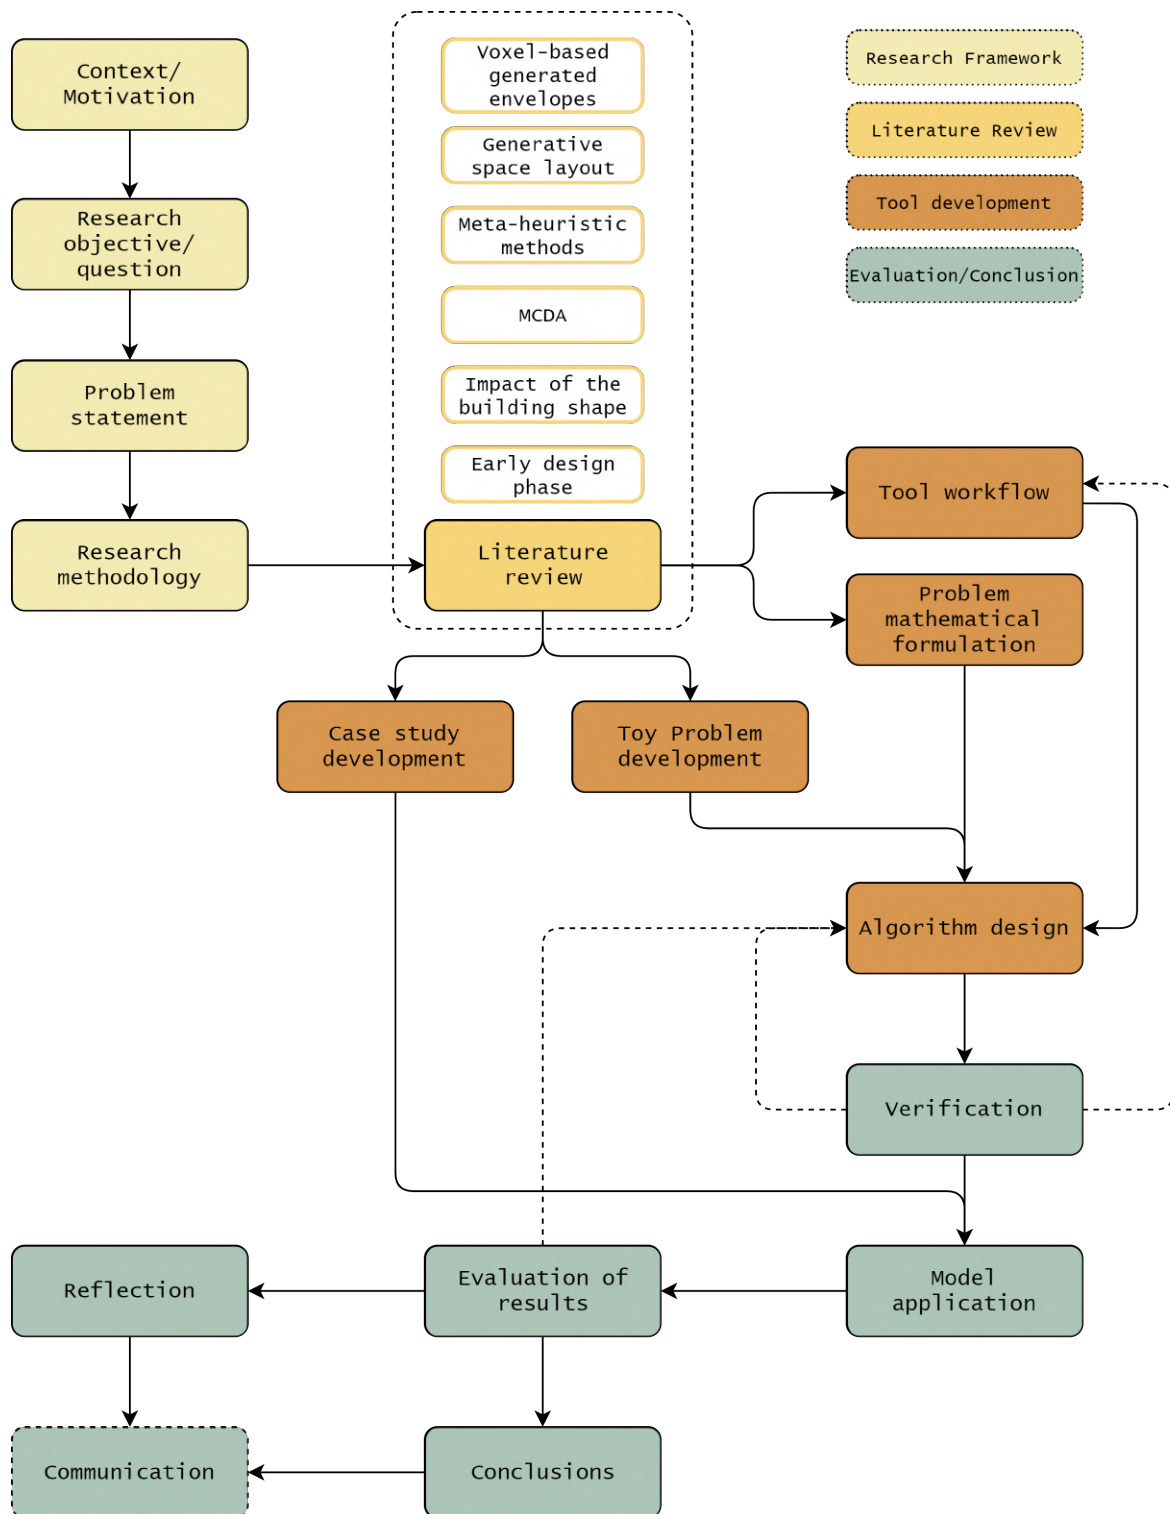 Context/
Motivation
Research
objective/
question
Problem
statement
Research
methodology
Voxel-based
generated
envelopes
Generative
space layout
Meta-heuristic
methods
MCDA
Impact of the
building shape
Early design
phase
Literature
review
Research Framework
Literature Review
Tool development
Evaluation/Conclusion
Tool workflow
Problem
mathematical
formulation
Case study
development
Toy Problem
development
Algorithm design
Verification
Reflection
Evaluation of
results
Model
application
Communication
Conclusions